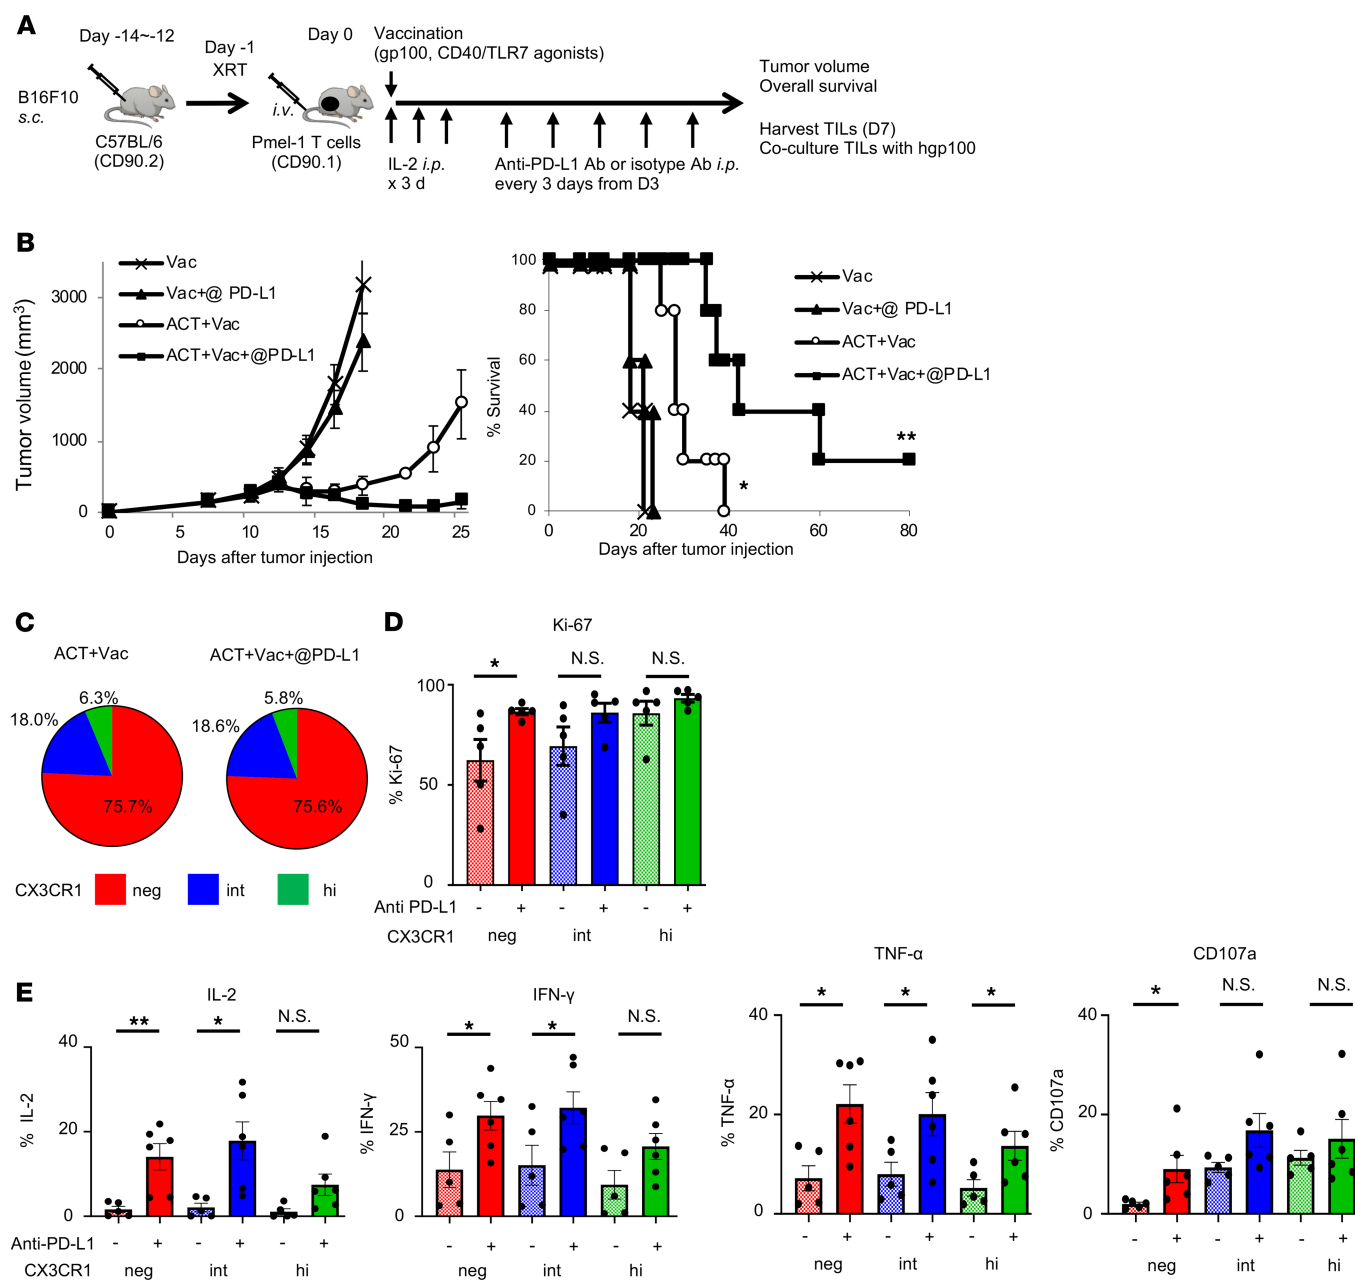 A
Day -14~-12
Day -1
XRT
Day 0
Vaccination
(gp100, CD40/TLR7 agonists)
B16F10
s.c.
i.v.
C57BL/6
(CD90.2)
Pmel-1 T cells
(CD90.1)
IL-2 i.p.
x 3 d
Anti-PD-L1 Ab or isotype Ab i.p.
every 3 days from D3
Tumor volume
Overall survival
Harvest TILs (D7)
Co-culture TILs with hgp100
B
Tumor volume (mm3)
3000
2000
1000
0
0 5 10 15 20 25
Days after tumor injection
Vac
Vac+@ PD-L1
ACT+Vac
ACT+Vac+@PD-L1
% Survival
100
80
60
40
20
0
0 20 40 60 80
Days after tumor injection
Vac
Vac+@ PD-L1
ACT+Vac
ACT+Vac+@PD-L1
*
**
C
ACT+Vac
6.3%
18.0%
75.7%
ACT+Vac+@PD-L1
5.8%
18.6%
75.6%
CX3CR1 neg int hi
D
Ki-67
* N.S. N.S.
% Ki-67
100
50
0
Anti PD-L1 - + - + - +
CX3CR1 neg int hi
E
IL-2
** * N.S.
% IL-2
40
20
0
Anti-PD-L1 - + - + - +
CX3CR1 neg int hi
IFN-γ
* * N.S.
% IFN-γ
50
25
0
- + - + - +
neg int hi
TNF-α
* * *
% TNF-α
40
20
0
- + - + - +
neg int hi
CD107a
* N.S. N.S.
% CD107a
40
20
0
- + - + - +
neg int hi